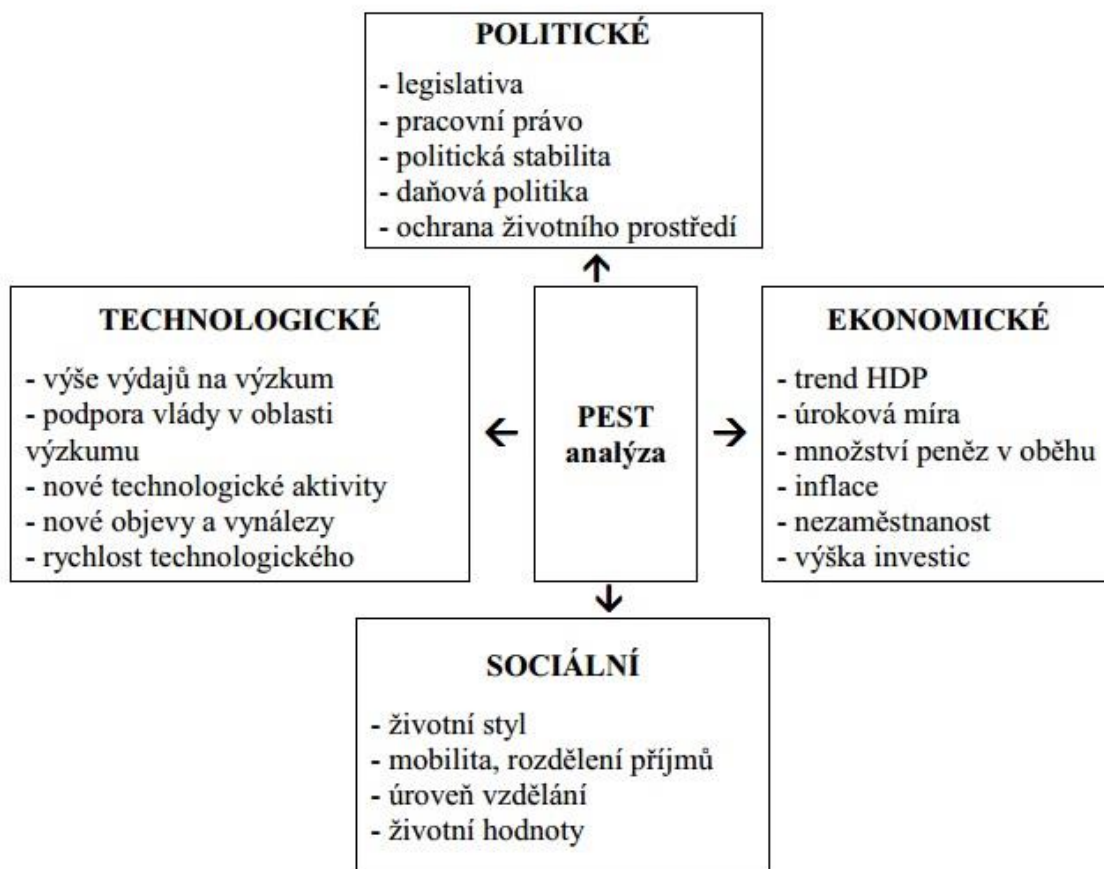 POLITICKÉ
- legislativa
- pracovní právo
- politická stabilita
- daňová politika
- ochrana životního prostředí
TECHNOLOGICKÉ
- výše výdajů na výzkum
- podpora vlády v oblasti
výzkumu
- nové technologické aktivity
- nové objevy a vynálezy
- rychlost technologického
PEST
analýza
EKONOMICKÉ
- trend HDP
- úroková míra
- množství peněz v oběhu
- inflace
- nezaměstnanost
- výška investic
SOCIÁLNÍ
- životní styl
- mobilita, rozdělení příjmů
- úroveň vzdělání
- životní hodnoty